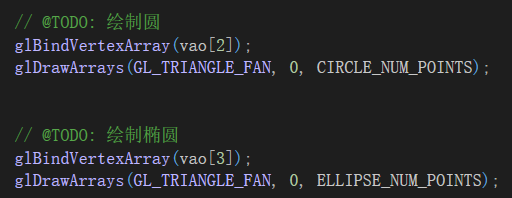 // @TODO: 绘制圆
glBindVertexArray(vao[2]);
glDrawArrays(GL_TRIANGLE_FAN, 0, CIRCLE_NUM_POINTS);
// @TODO: 绘制椭圆
glBindVertexArray(vao[3]);
glDrawArrays(GL_TRIANGLE_FAN, 0, ELLIPSE_NUM_POINTS);